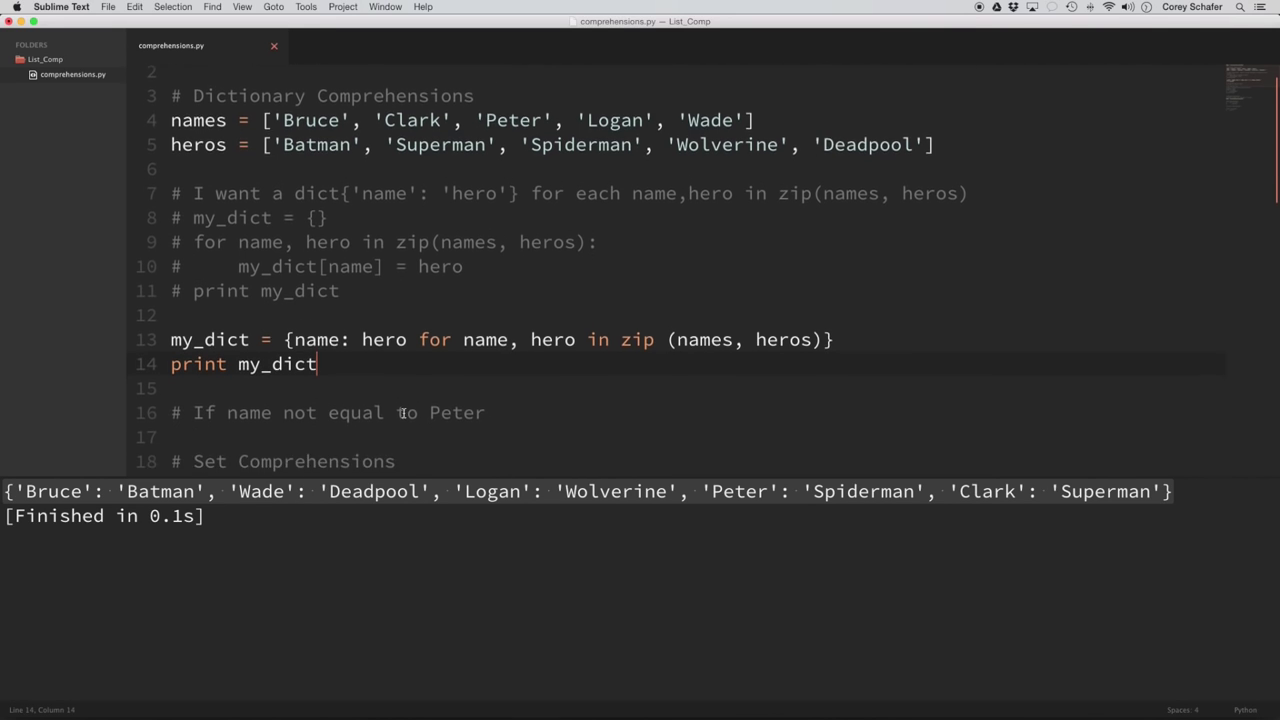 Sublime Text File Edit Selection Find View Goto Tools Project Window Help Corey Schafer
comprehensions.py — List_Comp
FOLDERS
List_Comp
comprehensions.py
comprehensions.py
2
3 # Dictionary Comprehensions
4 names = ['Bruce', 'Clark', 'Peter', 'Logan', 'Wade']
5 heros = ['Batman', 'Superman', 'Spiderman', 'Wolverine', 'Deadpool']
6
7 # I want a dict{'name': 'hero'} for each name,hero in zip(names, heros)
8 # my_dict = {}
9 # for name, hero in zip(names, heros):
10 #     my_dict[name] = hero
11 # print my_dict
12
13 my_dict = {name: hero for name, hero in zip (names, heros)}
14 print my_dict
15
16 # If name not equal to Peter
17
18 # Set Comprehensions
{'Bruce': 'Batman', 'Wade': 'Deadpool', 'Logan': 'Wolverine', 'Peter': 'Spiderman', 'Clark': 'Superman'}
[Finished in 0.1s]
Line 14, Column 14 Spaces: 4 Python